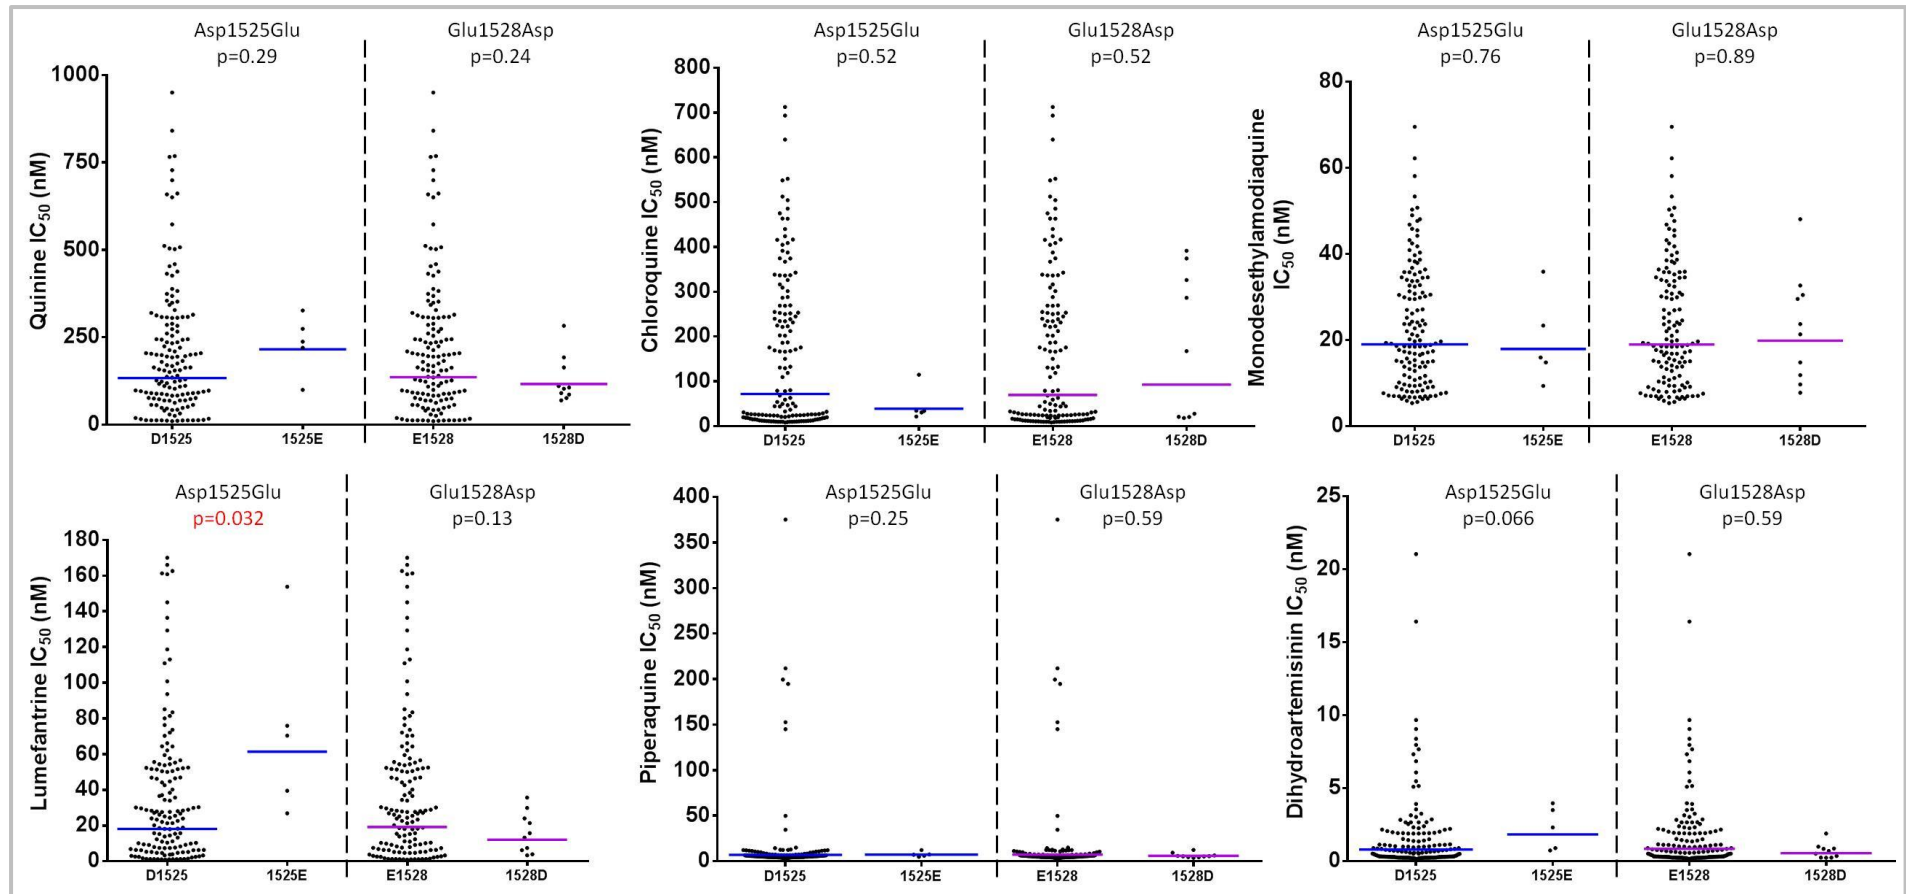 Asp1525Glu
p=0.29
Glu1528Asp
p=0.24
Quinine IC50 (nM)
1000
750
500
250
0
D1525
1525E
E1528
1528D
Asp1525Glu
p=0.52
Glu1528Asp
p=0.52
Chloroquine IC50 (nM)
800
700
600
500
400
300
200
100
0
D1525
1525E
E1528
1528D
Asp1525Glu
p=0.76
Glu1528Asp
p=0.89
Monodesethylamodiaquine
IC50 (nM)
80
60
40
20
0
D1525
1525E
E1528
1528D
Asp1525Glu
p=0.032
Glu1528Asp
p=0.13
Lumefantrine IC50 (nM)
180
160
140
120
100
80
60
40
20
0
D1525
1525E
E1528
1528D
Asp1525Glu
p=0.25
Glu1528Asp
p=0.59
Piperaquine IC50 (nM)
400
350
300
250
200
150
100
50
0
D1525
1525E
E1528
1528D
Asp1525Glu
p=0.066
Glu1528Asp
p=0.59
Dihydroartemisinin IC50 (nM)
25
20
15
10
5
0
D1525
1525E
E1528
1528D